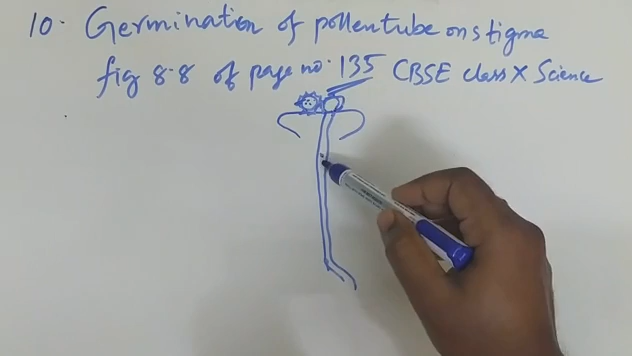 10. Germination of pollentube on stigma
fig 8.8 of page no. 135 CBSE class X Science